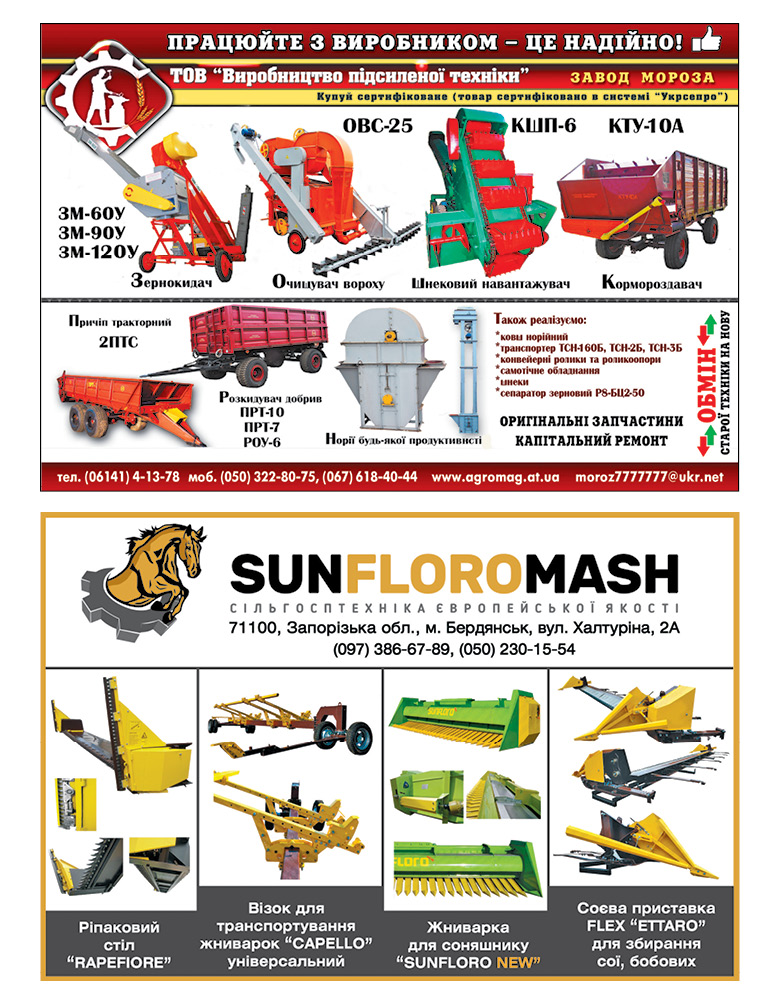 ПРАЦЮЙТЕ З ВИРОБНИКОМ – ЦЕ НАДІЙНО!
ТОВ “Виробництво підсиленої техніки” ЗАВОД МОРОЗА
Купуй сертифіковане (товар сертифіковано в системі “Укрсепро”)
ОВС-25 КШП-6 КТУ-10А
ЗМ-60У
ЗМ-90У
ЗМ-120У
Зернокидач Очищувач вороху Шнековий навантажувач Кормороздавач
Причіп тракторний
2ПТС
Розкидувач добрив
ПРТ-10
ПРТ-7
РОУ-6
Норії будь-якої продуктивнсті
Також реалізуємо:
*ковш норійний
*транспортер ТСН-160Б, ТСН-2Б, ТСН-3Б
*конвейерні ролики та роликоопори
*самотічне обладнання
*шнеки
*сепаратор зерновий Р8-БЦ2-50
ОРИГІНАЛЬНІ ЗАПЧАСТИНИ
КАПІТАЛЬНИЙ РЕМОНТ
ОБМІН
СТАРОЇ ТЕХНІКИ НА НОВУ
тел. (06141) 4-13-78 моб. (050) 322-80-75, (067) 618-40-44 www.agromag.at.ua moroz7777777@ukr.net
SUNFLOROMASH
СІЛЬГОСПТЕХНІКА ЄВРОПЕЙСЬКОЇ ЯКОСТІ
71100, Запорізька обл., м. Бердянськ, вул. Халтуріна, 2А
(097) 386-67-89, (050) 230-15-54
Ріпаковий
стіл
“RAPEFIORE”
Візок для
транспортування
жниварок “CAPELLO”
універсальний
Жниварка
для соняшнику
“SUNFLORO NEW”
Соєва приставка
FLEX “ETTARO”
для збирання
сої, бобових